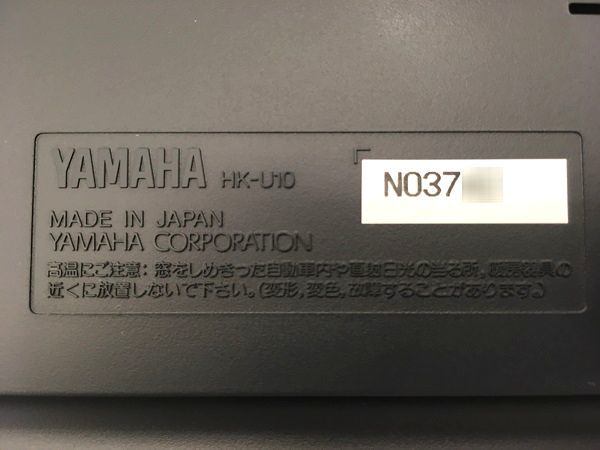 YAMAHA HK-U10
N037
MADE IN JAPAN
YAMAHA CORPORATION
高温にご注意：窓をしめきった自動車内や直射日光の当る所、暖房器具の
近くに放置しないで下さい。(変形,変色,故障することがあります。)